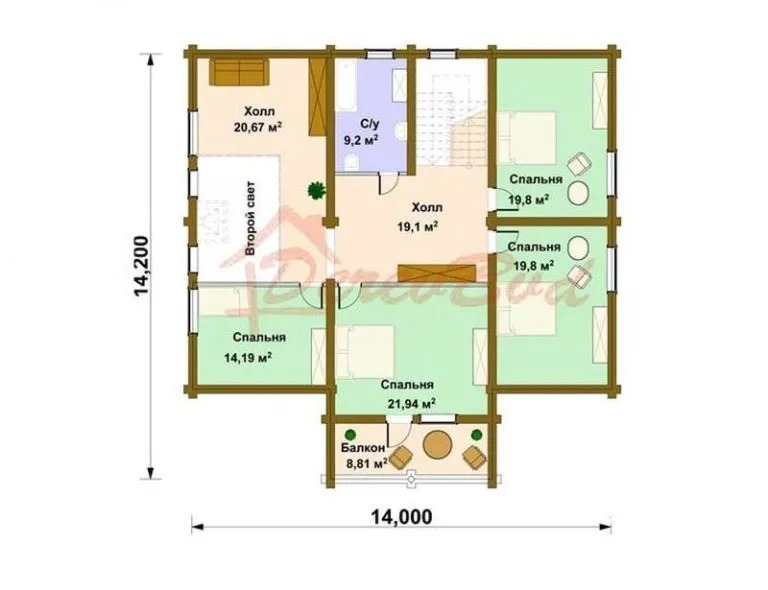 Холл
20,67 м²
С/у
9,2 м²
Спальня
19,8 м²
Холл
19,1 м²
Второй свет
Спальня
19,8 м²
DerevBud
Спальня
14,19 м²
Спальня
21,94 м²
Балкон
8,81 м²
14,200
14,000